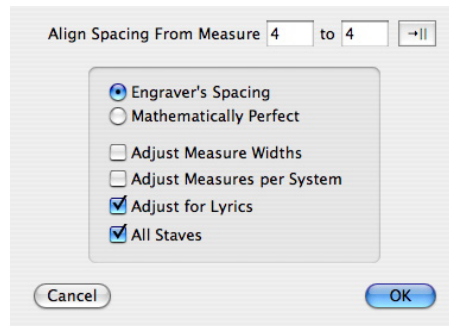 Align Spacing From Measure 4 to 4
Engraver's Spacing
Mathematically Perfect
Adjust Measure Widths
Adjust Measures per System
Adjust for Lyrics
All Staves
Cancel OK